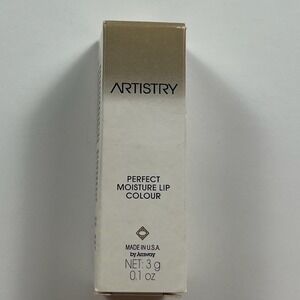 ARTISTRY
PERFECT
MOISTURE LIP
COLOUR
MADE IN U.S.A.
by Amway
NET: 3 g
0.1 oz